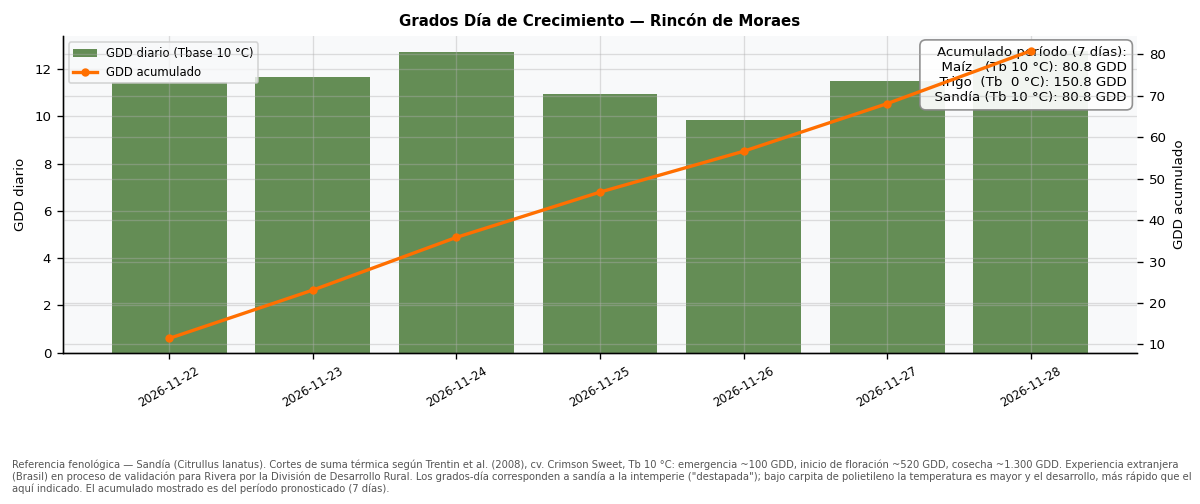 Grados Día de Crecimiento — Rincón de Moraes
GDD diario (Tbase 10 °C)
GDD acumulado
Acumulado período (7 días):
Maíz (Tb 10 °C): 80.8 GDD
Trigo (Tb 0 °C): 150.8 GDD
Sandía (Tb 10 °C): 80.8 GDD
GDD diario
0
2
4
6
8
10
12
GDD acumulado
10
20
30
40
50
60
70
80
2026-11-22
2026-11-23
2026-11-24
2026-11-25
2026-11-26
2026-11-27
2026-11-28
Referencia fenológica — Sandía (Citrullus lanatus). Cortes de suma térmica según Trentin et al. (2008), cv. Crimson Sweet, Tb 10 °C: emergencia ~100 GDD, inicio de floración ~520 GDD, cosecha ~1.300 GDD. Experiencia extranjera
(Brasil) en proceso de validación para Rivera por la División de Desarrollo Rural. Los grados-día corresponden a sandía a la intemperie ("destapada"); bajo carpita de polietileno la temperatura es mayor y el desarrollo, más rápido que el
aquí indicado. El acumulado mostrado es del período pronosticado (7 días).